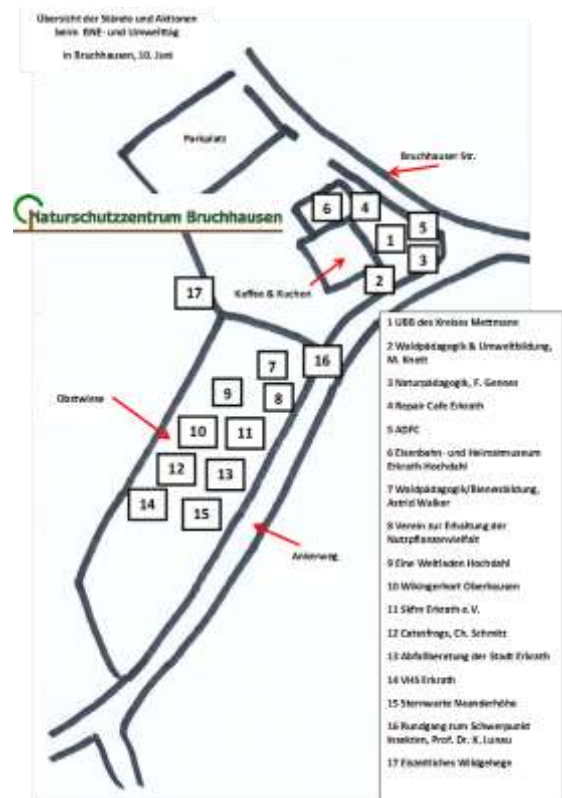 Übersicht der Stände und Aktionen
beim BNE- und Umwelttag
in Bruchhausen, 10. Juni
Parkplatz
Bruchhauser Str.
Naturschutzzentrum Bruchhausen
6
4
5
1
3
2
Kaffee & Kuchen
17
16
7
8
9
Obstwiese
10
11
12
13
14
15
Ankerweg
1 UBB des Kreises Mettmann
2 Waldpädagogik & Umweltbildung,
M.
3 Naturpädagogik, F.
4 Repair Cafe Erkrath
5 ADFC
6 Eisenbahn- und Heimatmuseum
Erkrath Hochdahl
7 Waldpädagogik/Bienenbildung,
Astrid Walker
8 Verein zur Erhaltung der
Nutzpflanzenvielfalt
9 Eine Weltladen Hochdahl
10 Wikingerhort Oberhausen
11 Skfm Erkrath e.V.
12 Ch. Schmitz
13 Abfallberatung der Stadt Erkrath
14 VHS Erkrath
15 Sternwarte Neanderhöhe
16 Rundgang zum Schwerpunkt
Insekten, Prof. Dr. K. Lunau
17 Eiszeitliches Wildgehege